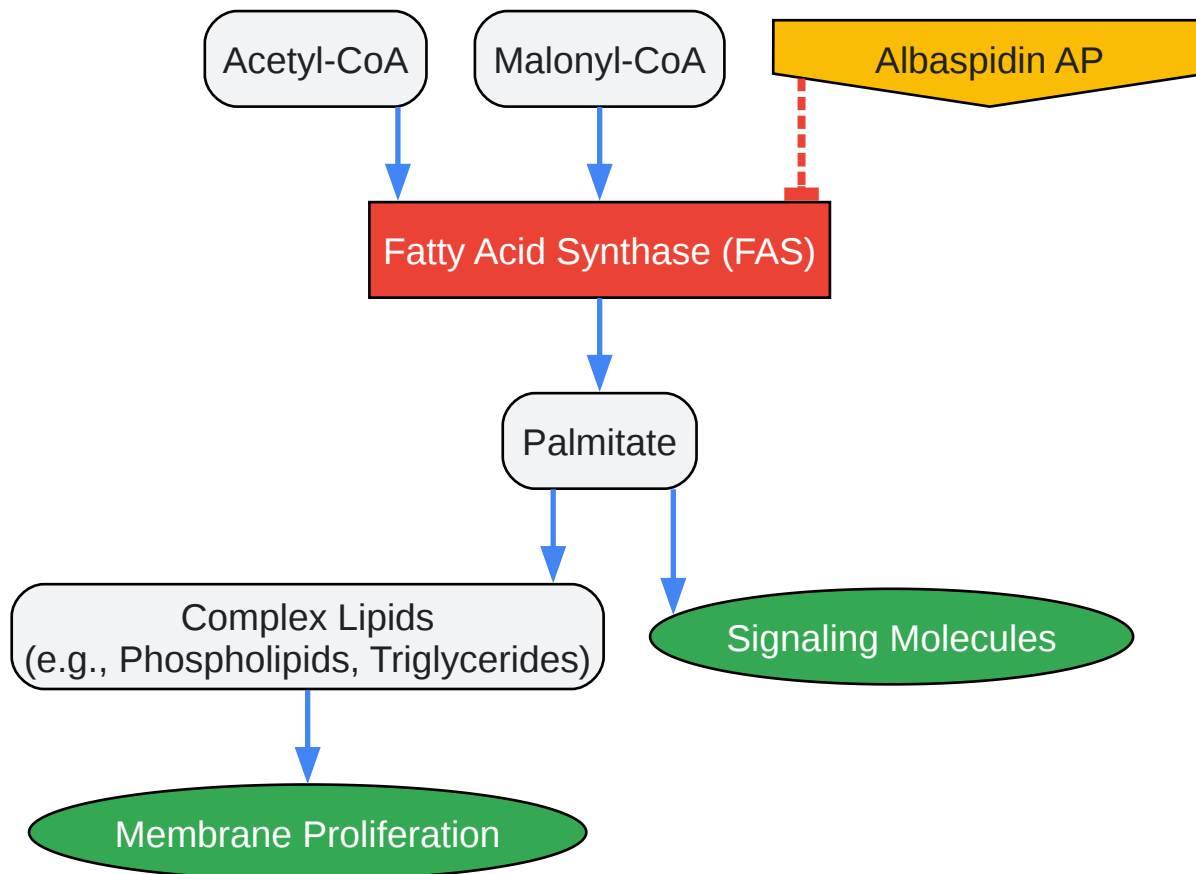 Acetyl-CoA
Malonyl-CoA
Albaspidin AP
Fatty Acid Synthase (FAS)
Palmitate
Complex Lipids
(e.g., Phospholipids, Triglycerides)
Signaling Molecules
Membrane Proliferation